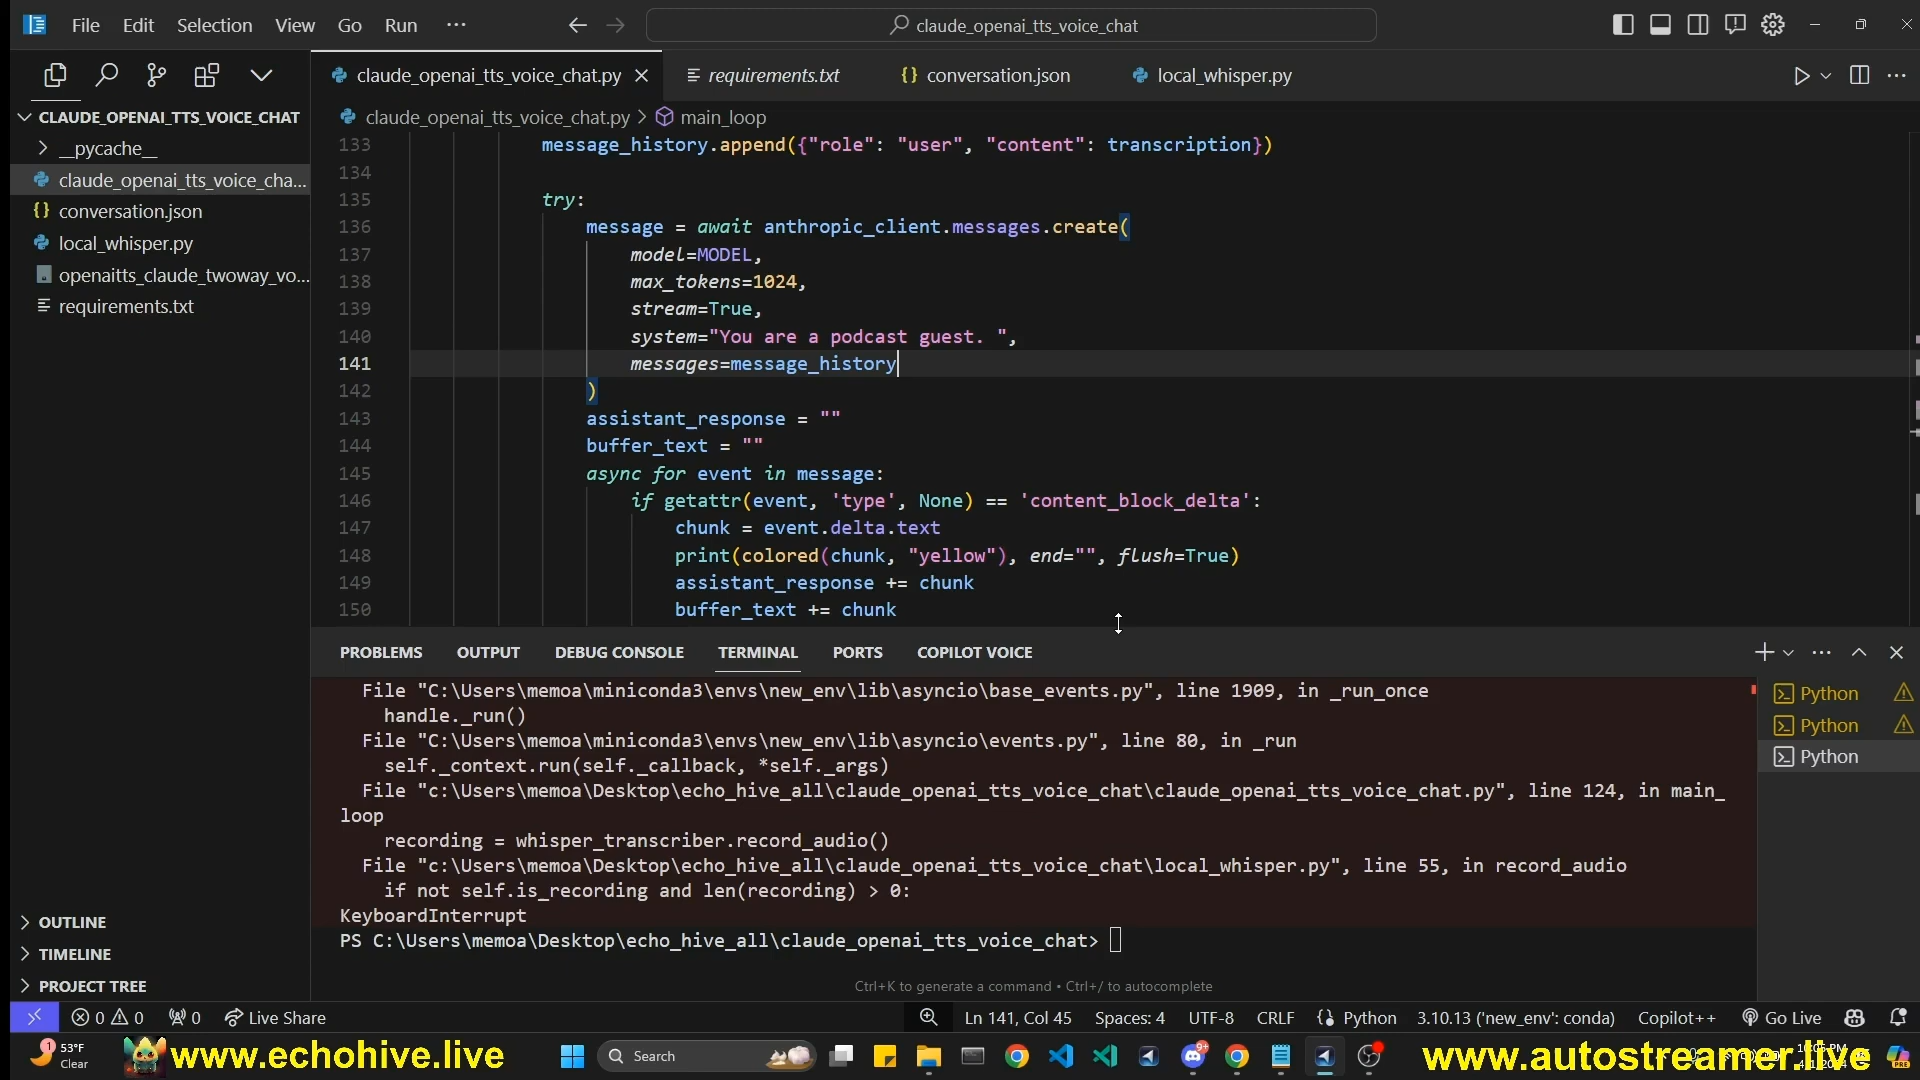 File Edit Selection View Go Run ···
claude_openai_tts_voice_chat
claude_openai_tts_voice_chat.py
requirements.txt
{} conversation.json
local_whisper.py
CLAUDE_OPENAI_TTS_VOICE_CHAT
__pycache__
claude_openai_tts_voice_cha...
{} conversation.json
local_whisper.py
openaitts_claude_twoway_vo...
requirements.txt
OUTLINE
TIMELINE
PROJECT TREE
claude_openai_tts_voice_chat.py > main_loop
133 message_history.append({"role": "user", "content": transcription})
134
135 try:
136 message = await anthropic_client.messages.create(
137 model=MODEL,
138 max_tokens=1024,
139 stream=True,
140 system="You are a podcast guest. ",
141 messages=message_history
142 )
143 assistant_response = ""
144 buffer_text = ""
145 async for event in message:
146 if getattr(event, 'type', None) == 'content_block_delta':
147 chunk = event.delta.text
148 print(colored(chunk, "yellow"), end="", flush=True)
149 assistant_response += chunk
150 buffer_text += chunk
PROBLEMS OUTPUT DEBUG CONSOLE TERMINAL PORTS COPILOT VOICE
File "C:\Users\memoa\miniconda3\envs\new_env\lib\asyncio\base_events.py", line 1909, in _run_once
handle._run()
File "C:\Users\memoa\miniconda3\envs\new_env\lib\asyncio\events.py", line 80, in _run
self._context.run(self._callback, *self._args)
File "c:\Users\memoa\Desktop\echo_hive_all\claude_openai_tts_voice_chat\claude_openai_tts_voice_chat.py", line 124, in main_
loop
recording = whisper_transcriber.record_audio()
File "c:\Users\memoa\Desktop\echo_hive_all\claude_openai_tts_voice_chat\local_whisper.py", line 55, in record_audio
if not self.is_recording and len(recording) > 0:
KeyboardInterrupt
PS C:\Users\memoa\Desktop\echo_hive_all\claude_openai_tts_voice_chat>
Ctrl+K to generate a command • Ctrl+/ to autocomplete
Python
Python
Python
0 0 0 Live Share
Ln 141, Col 45 Spaces: 4 UTF-8 CRLF {} Python 3.10.13 ('new_env': conda) Copilot++ Go Live
1
53°F
Clear
www.echohive.live
Search
9+
PRE
www.autostreamer.live